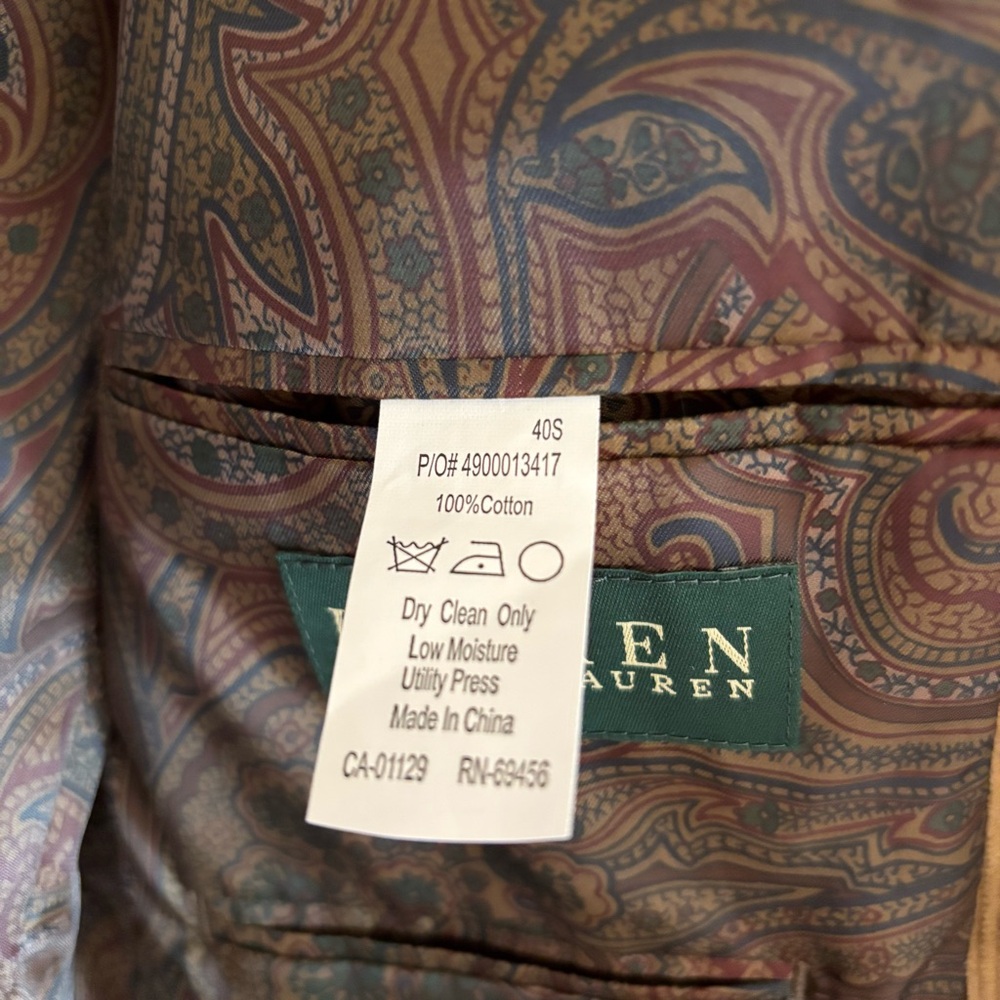 40S
P/O# 4900013417
100%Cotton
Dry Clean Only
Low Moisture
Utility Press
Made In China
CA-01129 RN-69456
EN
AUREN